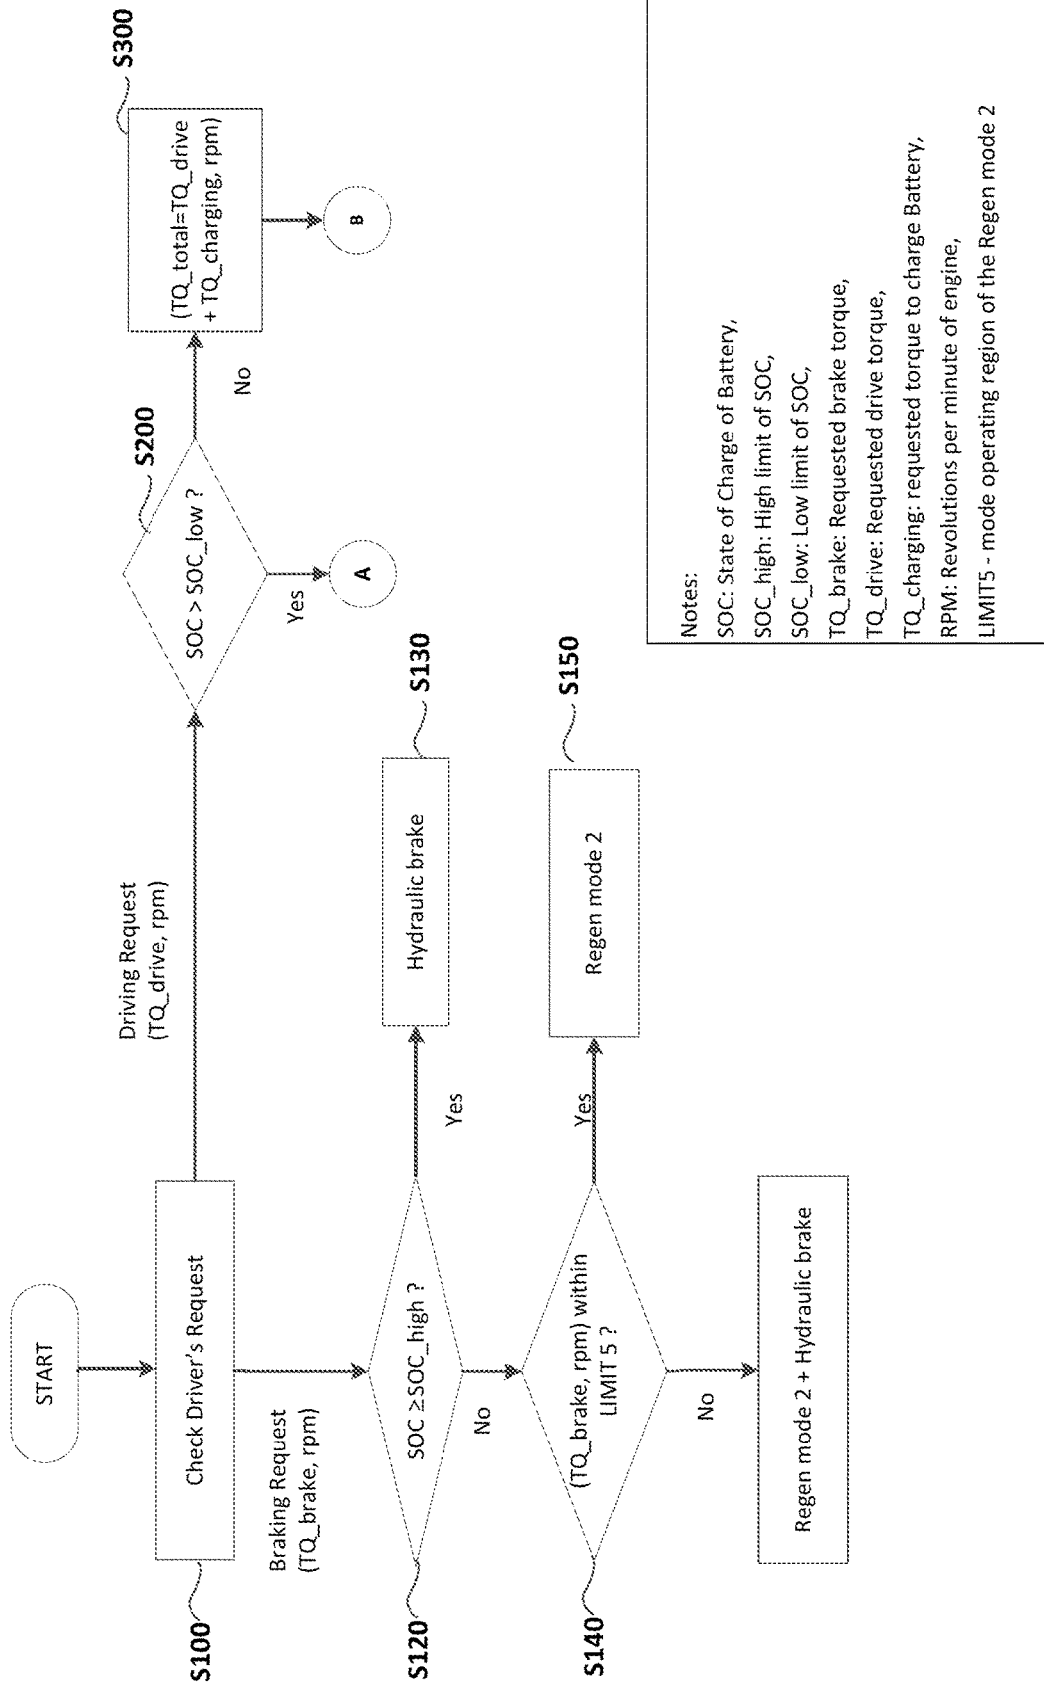 START
S100
Check Driver's Request
Driving Request
(TQ_drive, rpm)
SOC > SOC_low ?
S200
No
(TQ_total=TQ_drive
+ TQ_charging, rpm)
S300
Yes
A
B
Braking Request
(TQ_brake, rpm)
S120
SOC ≥SOC_high ?
Yes
Hydraulic brake
S130
No
S140
(TQ_brake, rpm) within
LIMIT 5 ?
Yes
Regen mode 2
S150
No
Regen mode 2 + Hydraulic brake
Notes:
SOC: State of Charge of Battery,
SOC_high: High limit of SOC,
SOC_low: Low limit of SOC,
TQ_brake: Requested brake torque,
TQ_drive: Requested drive torque,
TQ_charging: requested torque to charge Battery,
RPM: Revolutions per minute of engine,
LIMIT5 - mode operating region of the Regen mode 2